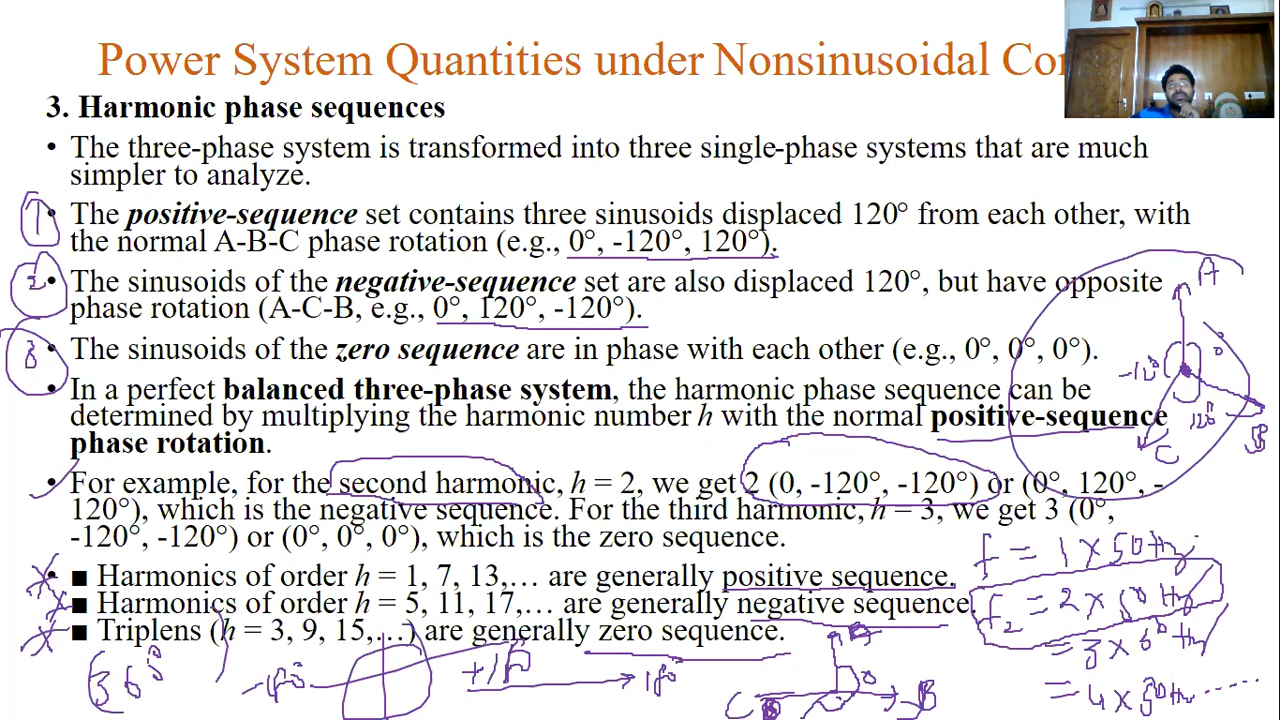 Power System Quantities under Nonsinusoidal Con
3. Harmonic phase sequences
• The three-phase system is transformed into three single-phase systems that are much
simpler to analyze.
1
• The positive-sequence set contains three sinusoids displaced 120° from each other, with
the normal A-B-C phase rotation (e.g., 0°, -120°, 120°).
2
• The sinusoids of the negative-sequence set are also displaced 120°, but have opposite
phase rotation (A-C-B, e.g., 0°, 120°, -120°).
3
• The sinusoids of the zero sequence are in phase with each other (e.g., 0°, 0°, 0°).
• In a perfect balanced three-phase system, the harmonic phase sequence can be
determined by multiplying the harmonic number h with the normal positive-sequence
phase rotation.
• For example, for the second harmonic, h = 2, we get 2 (0, -120°, -120°) or (0°, 120°, -
120°), which is the negative sequence. For the third harmonic, h = 3, we get 3 (0°,
-120°, -120°) or (0°, 0°, 0°), which is the zero sequence.
• ■ Harmonics of order h = 1, 7, 13,… are generally positive sequence.
■ Harmonics of order h = 5, 11, 17,… are generally negative sequence.
■ Triplens (h = 3, 9, 15,…) are generally zero sequence.
A
120°
B
C
f = 1 x 50 Hz
f2 = 2 x 50 Hz
= 3 x 50 Hz
= 4 x 50 Hz ......
360
-180
180
C
B